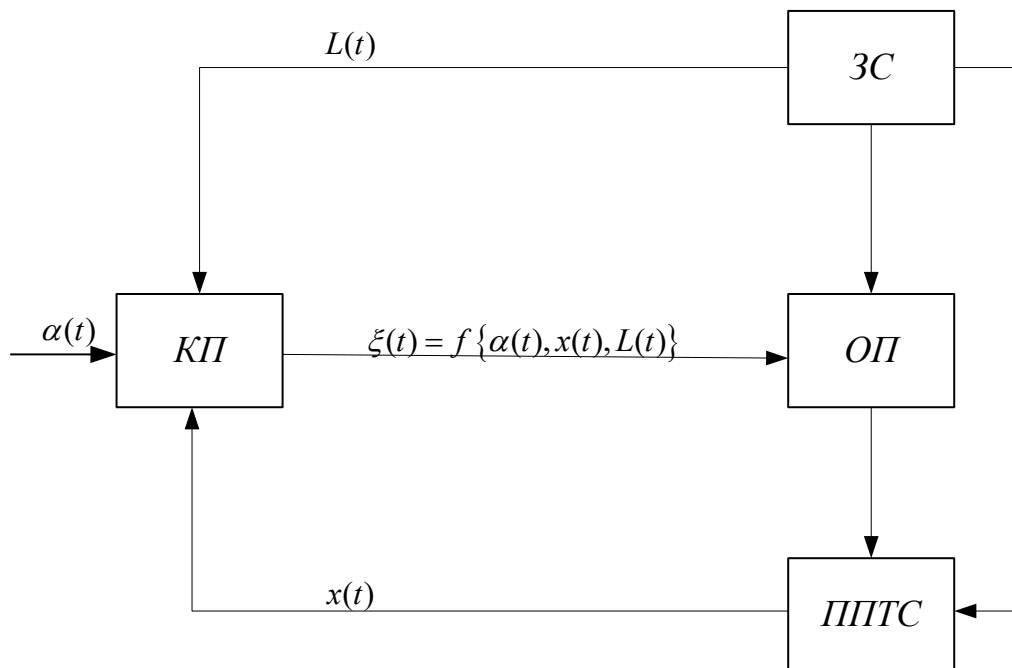 L(t)
ЗС
α(t)
КП
ξ(t) = f{α(t), x(t), L(t)}
ОП
x(t)
ППТС